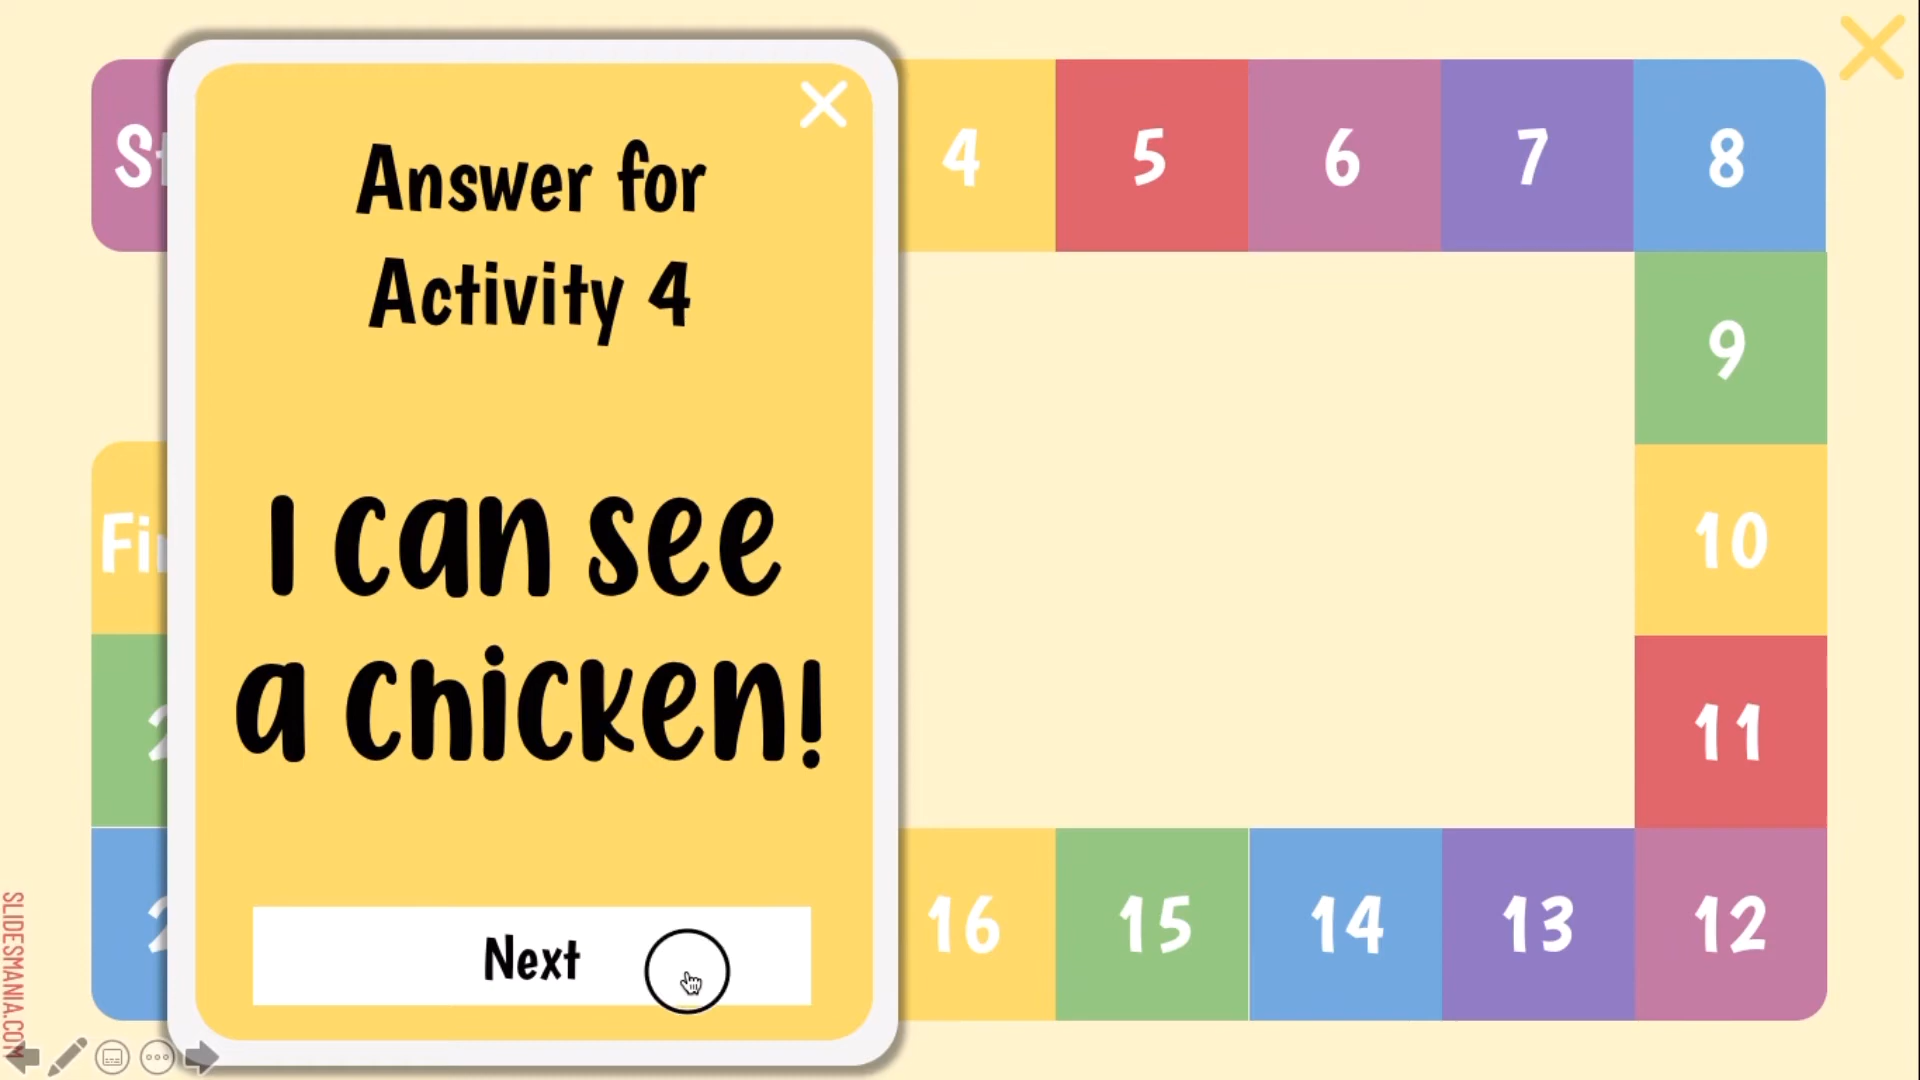 4 5 6 7 8
Answer for
Activity 4
9
I can see
a chicken!
10
11
Next
16 15 14 13 12
SLIDESMANIA.COM